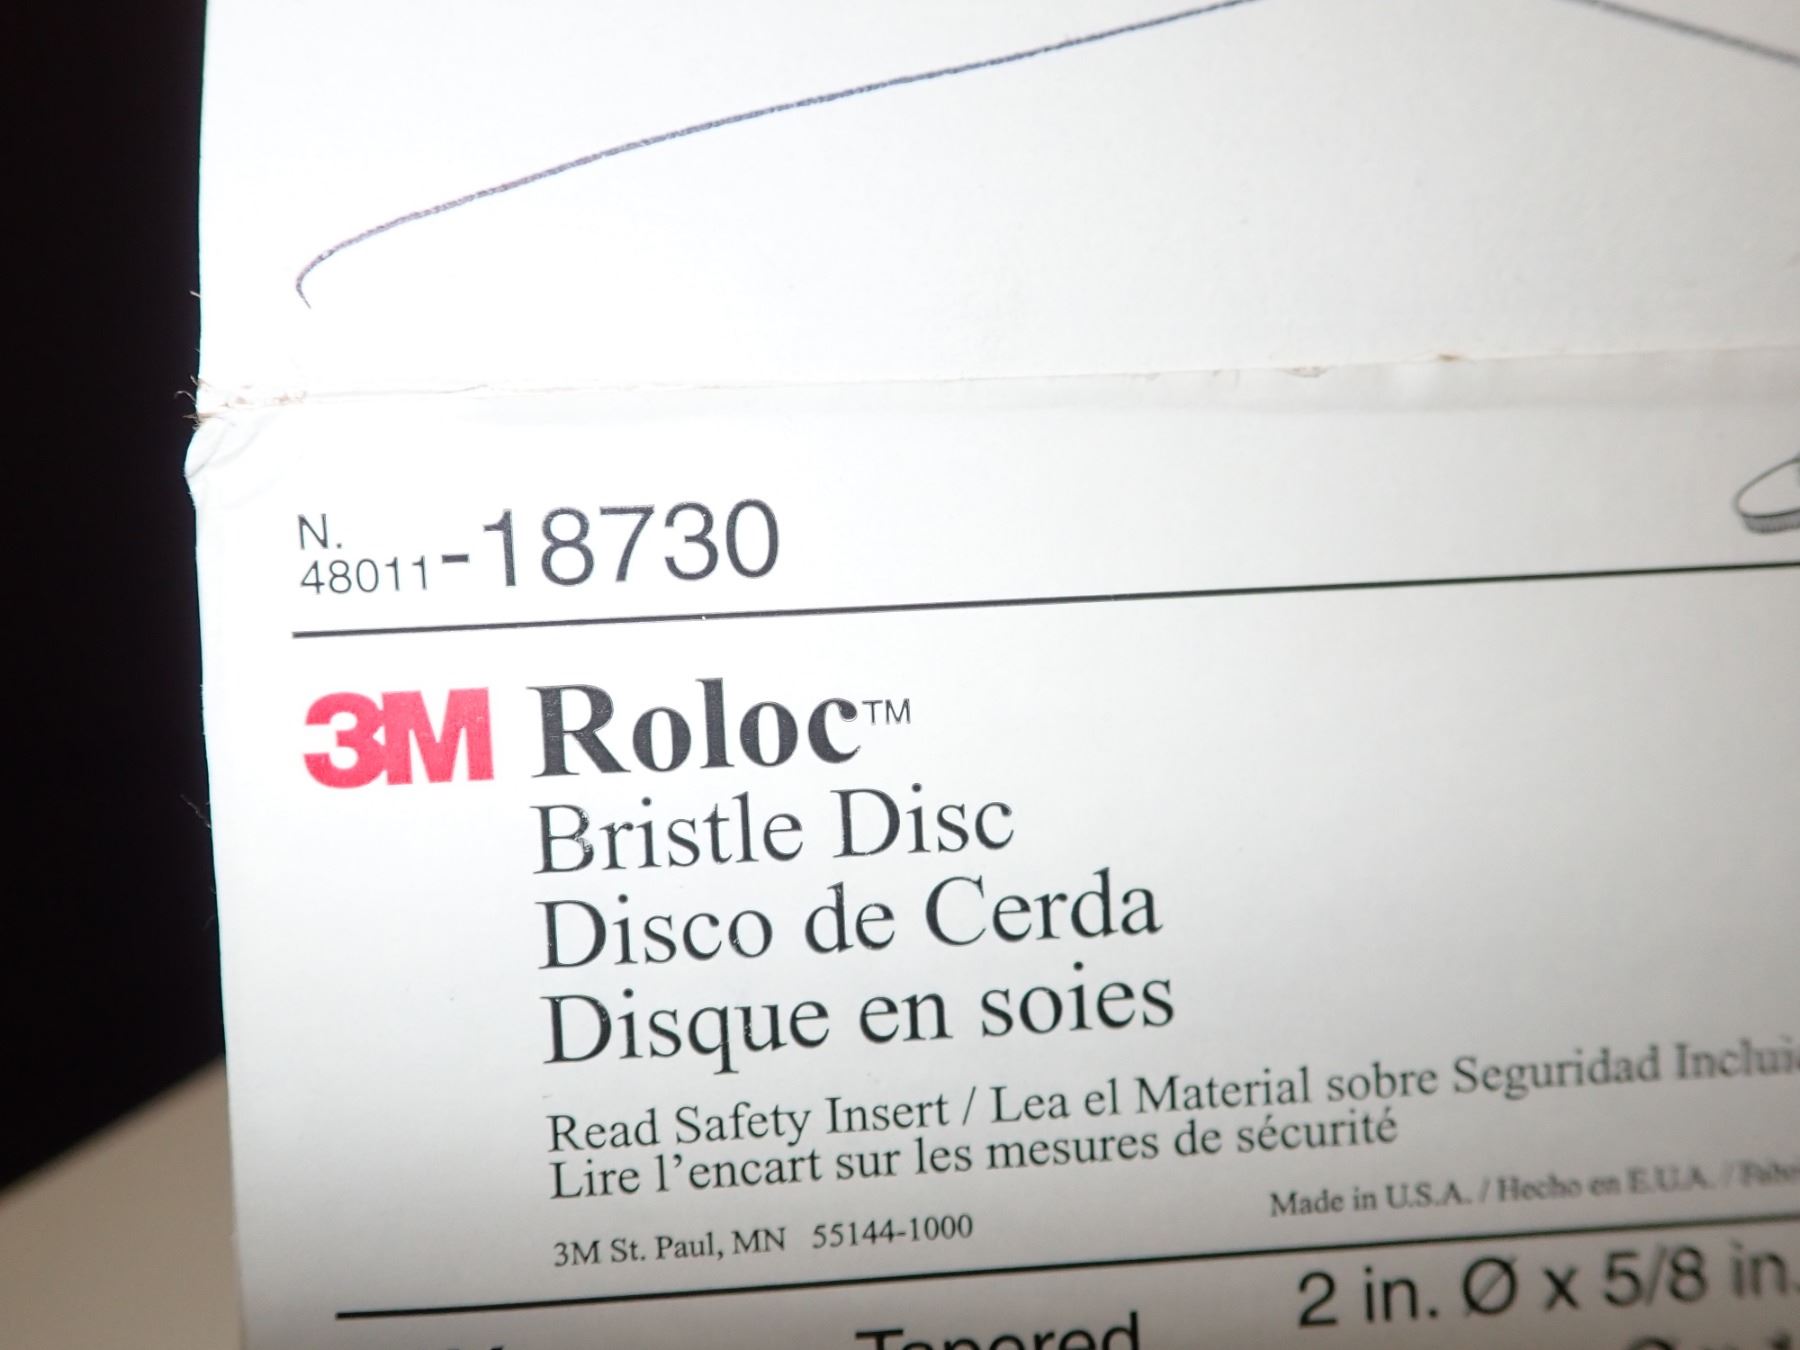 N.
48011-18730
3M Roloc™
Bristle Disc
Disco de Cerda
Disque en soies
Read Safety Insert / Lea el Material sobre Seguridad
Lire l'encart sur les mesures de sécurité
Made in U.S.A. / Hecho en E.U.A. /
3M St. Paul, MN 55144-1000
2 in. Ø x 5/8 in.
Tapered